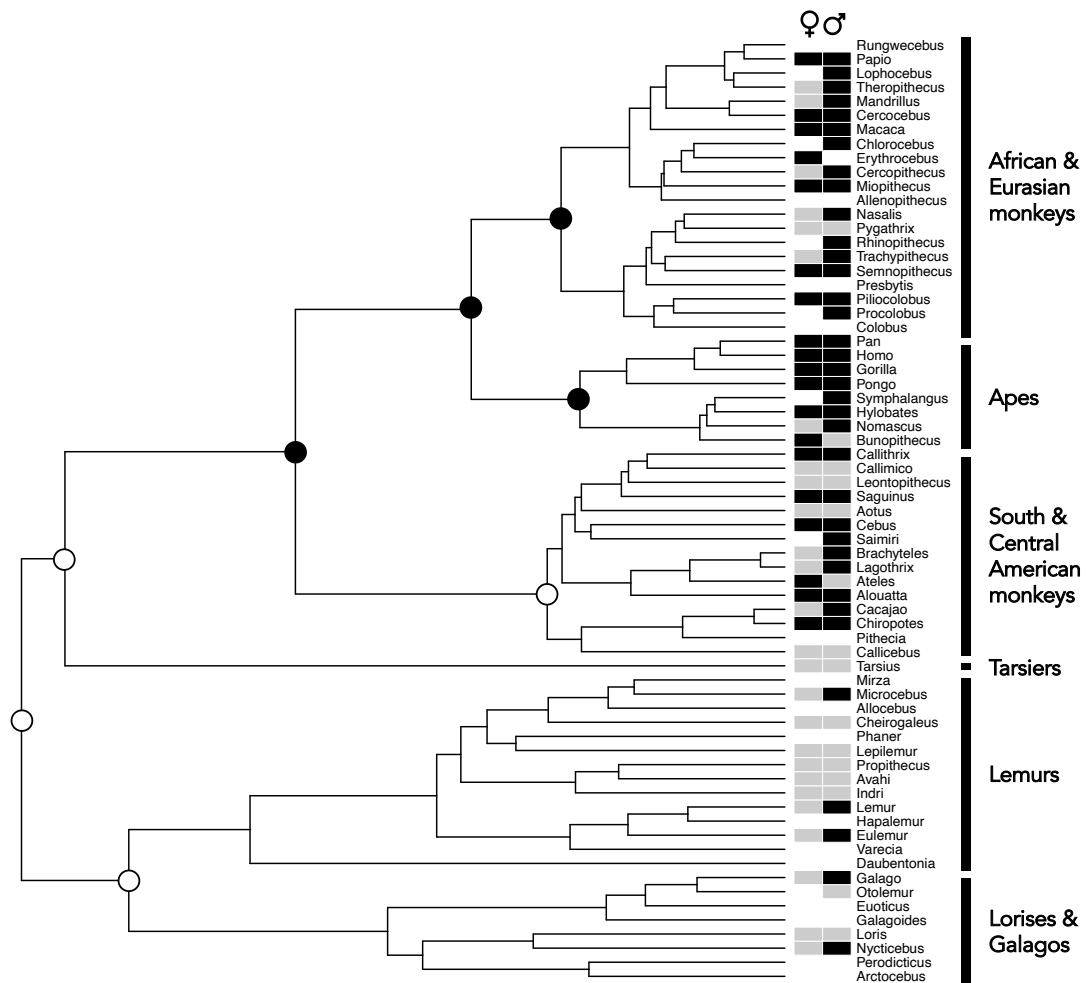 ♀ ♂
Rungwecebus
Papio
Lophocebus
Theropithecus
Mandrillus
Cercocebus
Macaca
Chlorocebus
Erythrocebus
Cercopithecus
Miopithecus
Allenopithecus
Nasalis
Pygathrix
Rhinopithecus
Trachypithecus
Semnopithecus
Presbytis
Piliocolobus
Procolobus
Colobus
African &
Eurasian
monkeys
Pan
Homo
Gorilla
Pongo
Symphalangus
Hylobates
Nomascus
Bunopithecus
Apes
Callithrix
Callimico
Leontopithecus
Saguinus
Aotus
Cebus
Saimiri
Brachyteles
Lagothrix
Ateles
Alouatta
Cacajao
Chiropotes
Pithecia
Callicebus
South &
Central
American
monkeys
Tarsius
Tarsiers
Mirza
Microcebus
Allocebus
Cheirogaleus
Phaner
Lepilemur
Propithecus
Avahi
Indri
Lemur
Hapalemur
Eulemur
Varecia
Daubentonia
Lemurs
Galago
Otolemur
Euoticus
Galagoides
Loris
Nycticebus
Perodicticus
Arctocebus
Lorises &
Galagos